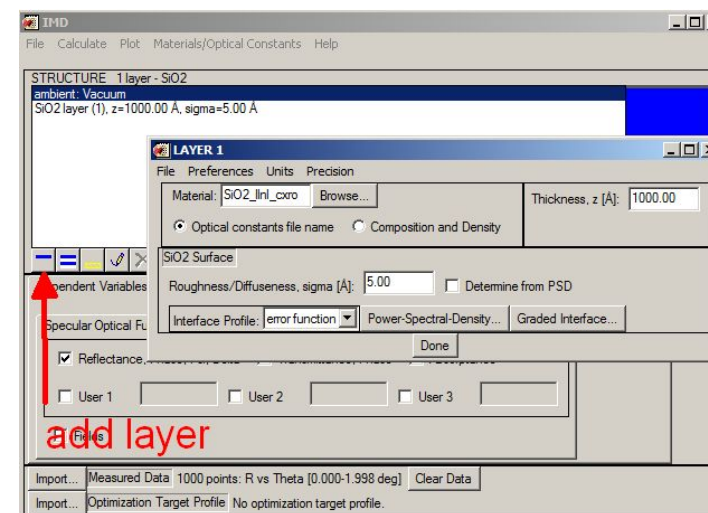 IMD
File Calculate Plot Materials/Optical Constants Help
STRUCTURE 1 layer - SiO2
ambient: Vacuum
SiO2 layer (1), z=1000.00 Å, sigma=5.00 Å
LAYER 1
File Preferences Units Precision
Material: SiO2_llnl_cxro Browse...
Thickness, z [Å]: 1000.00
Optical constants file name Composition and Density
SiO2 Surface
Roughness/Diffuseness, sigma [Å]: 5.00 Determine from PSD
Interface Profile: error function Power-Spectral-Density... Graded Interface...
Done
Variables
Specular Optical Fu
Reflectance,
User 1 User 2 User 3
add layer
Fields
Import... Measured Data 1000 points: R vs Theta [0.000-1.998 deg] Clear Data
Import... Optimization Target Profile No optimization target profile.